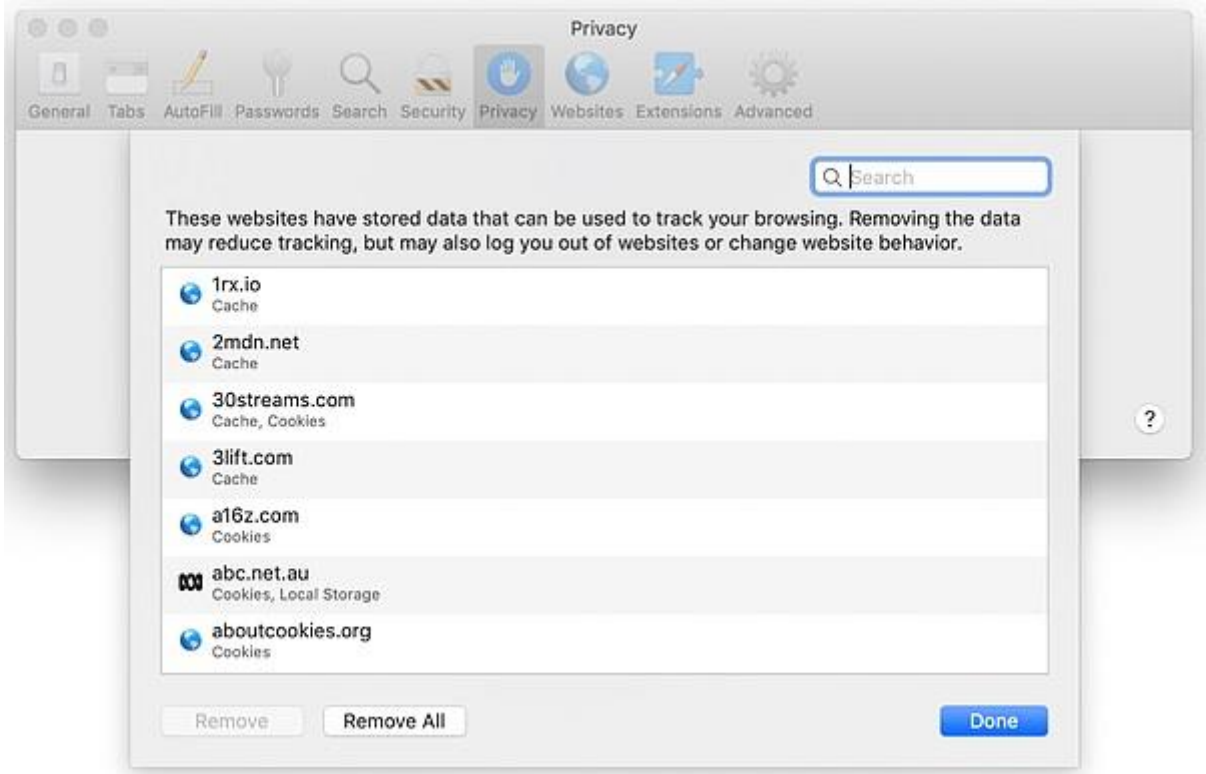 Privacy
General Tabs AutoFill Passwords Search Security Privacy Websites Extensions Advanced
Search
These websites have stored data that can be used to track your browsing. Removing the data
may reduce tracking, but may also log you out of websites or change website behavior.
1rx.io
Cache
2mdn.net
Cache
30streams.com
Cache, Cookies
3lift.com
Cache
a16z.com
Cookies
abc.net.au
Cookies, Local Storage
aboutcookies.org
Cookies
?
Remove Remove All Done